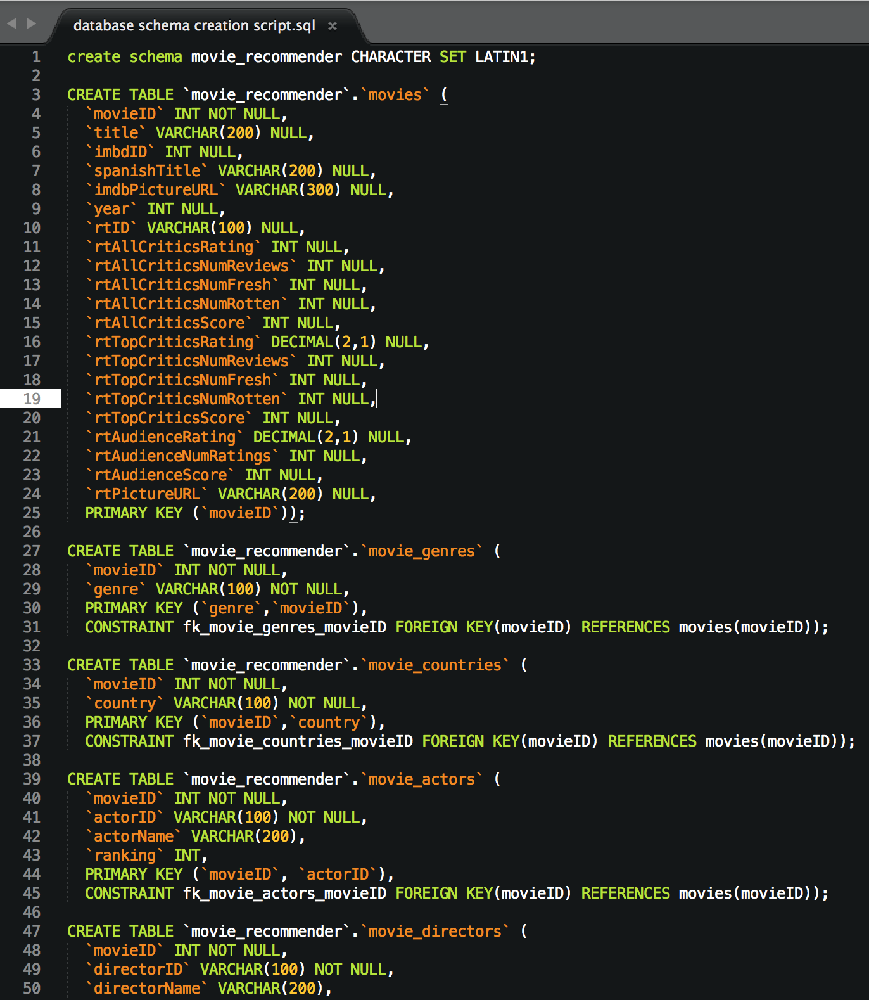 database schema creation script.sql ×
1 create schema movie_recommender CHARACTER SET LATIN1;
2
3 CREATE TABLE `movie_recommender`.`movies` (
4   `movieID` INT NOT NULL,
5   `title` VARCHAR(200) NULL,
6   `imbdID` INT NULL,
7   `spanishTitle` VARCHAR(200) NULL,
8   `imdbPictureURL` VARCHAR(300) NULL,
9   `year` INT NULL,
10   `rtID` VARCHAR(100) NULL,
11   `rtAllCriticsRating` INT NULL,
12   `rtAllCriticsNumReviews` INT NULL,
13   `rtAllCriticsNumFresh` INT NULL,
14   `rtAllCriticsNumRotten` INT NULL,
15   `rtAllCriticsScore` INT NULL,
16   `rtTopCriticsRating` DECIMAL(2,1) NULL,
17   `rtTopCriticsNumReviews` INT NULL,
18   `rtTopCriticsNumFresh` INT NULL,
19   `rtTopCriticsNumRotten` INT NULL,
20   `rtTopCriticsScore` INT NULL,
21   `rtAudienceRating` DECIMAL(2,1) NULL,
22   `rtAudienceNumRatings` INT NULL,
23   `rtAudienceScore` INT NULL,
24   `rtPictureURL` VARCHAR(200) NULL,
25   PRIMARY KEY (`movieID`));
26
27 CREATE TABLE `movie_recommender`.`movie_genres` (
28   `movieID` INT NOT NULL,
29   `genre` VARCHAR(100) NOT NULL,
30   PRIMARY KEY (`genre`,`movieID`),
31   CONSTRAINT fk_movie_genres_movieID FOREIGN KEY(movieID) REFERENCES movies(movieID));
32
33 CREATE TABLE `movie_recommender`.`movie_countries` (
34   `movieID` INT NOT NULL,
35   `country` VARCHAR(100) NOT NULL,
36   PRIMARY KEY (`movieID`,`country`),
37   CONSTRAINT fk_movie_countries_movieID FOREIGN KEY(movieID) REFERENCES movies(movieID));
38
39 CREATE TABLE `movie_recommender`.`movie_actors` (
40   `movieID` INT NOT NULL,
41   `actorID` VARCHAR(100) NOT NULL,
42   `actorName` VARCHAR(200),
43   `ranking` INT,
44   PRIMARY KEY (`movieID`, `actorID`),
45   CONSTRAINT fk_movie_actors_movieID FOREIGN KEY(movieID) REFERENCES movies(movieID));
46
47 CREATE TABLE `movie_recommender`.`movie_directors` (
48   `movieID` INT NOT NULL,
49   `directorID` VARCHAR(100) NOT NULL,
50   `directorName` VARCHAR(200),